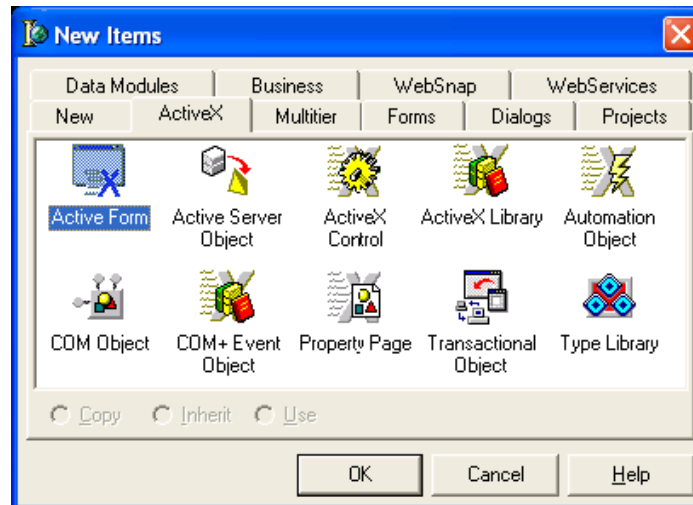 New Items
Data Modules Business WebSnap WebServices
New ActiveX Multitier Forms Dialogs Projects
Active Form Active Server ActiveX ActiveX Library Automation
Object Control Object
COM Object COM+ Event Property Page Transactional Type Library
Object Object
Copy Inherit Use
OK Cancel Help